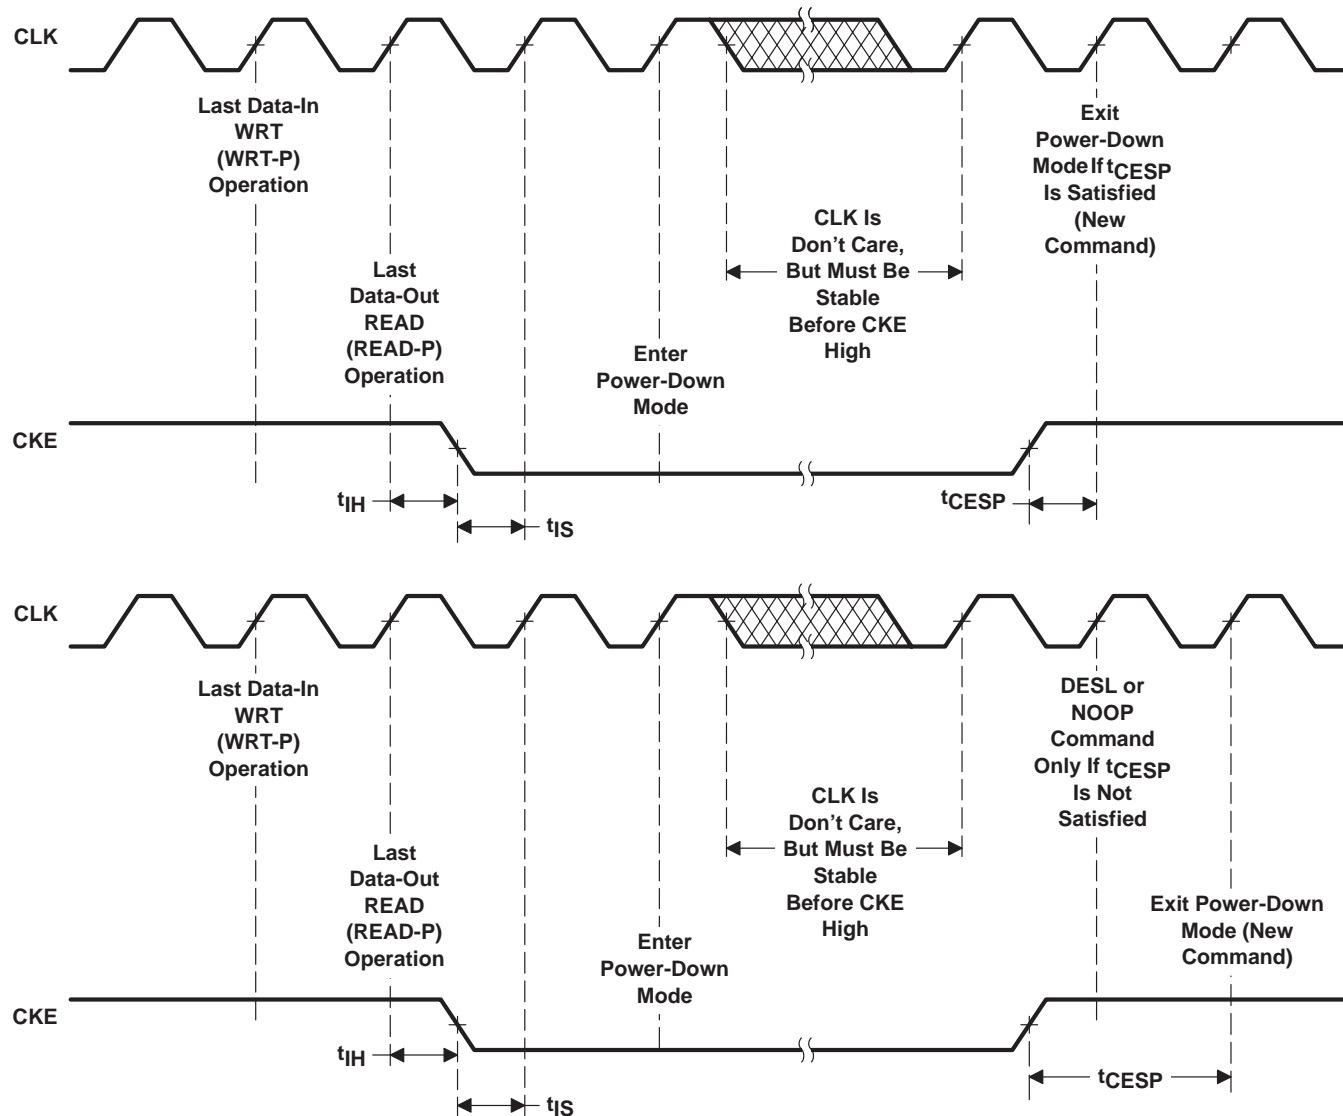 CLK
Last Data-In
WRT
(WRT-P)
Operation
Exit
Power-Down
Mode If tCESP
Is Satisfied
(New
Command)
CLK Is
Don't Care,
But Must Be
Stable
Before CKE
High
Last
Data-Out
READ
(READ-P)
Operation
Enter
Power-Down
Mode
CKE
tIH
tIS
tCESP
CLK
Last Data-In
WRT
(WRT-P)
Operation
DESL or
NOOP
Command
Only If tCESP
Is Not
Satisfied
CLK Is
Don't Care,
But Must Be
Stable
Before CKE
High
Last
Data-Out
READ
(READ-P)
Operation
Enter
Power-Down
Mode
Exit Power-Down
Mode (New
Command)
CKE
tIH
tIS
tCESP